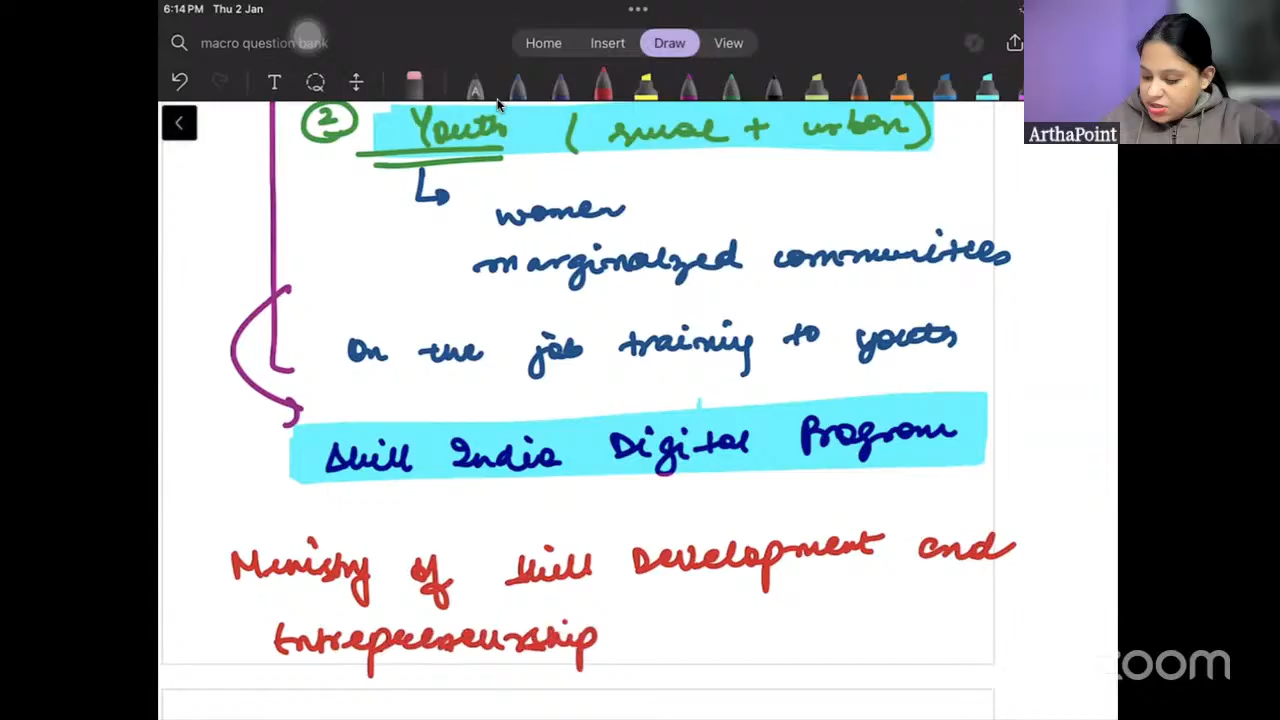 6:14 PM Thu 2 Jan
macro question bank
Home Insert Draw View
T
A
ArthaPoint
② Youth (rural + urban)
women
marginalized communities
On the job training to youth
Skill India Digital Program
Ministry of Skill Development and
Entrepreneurship
zoom